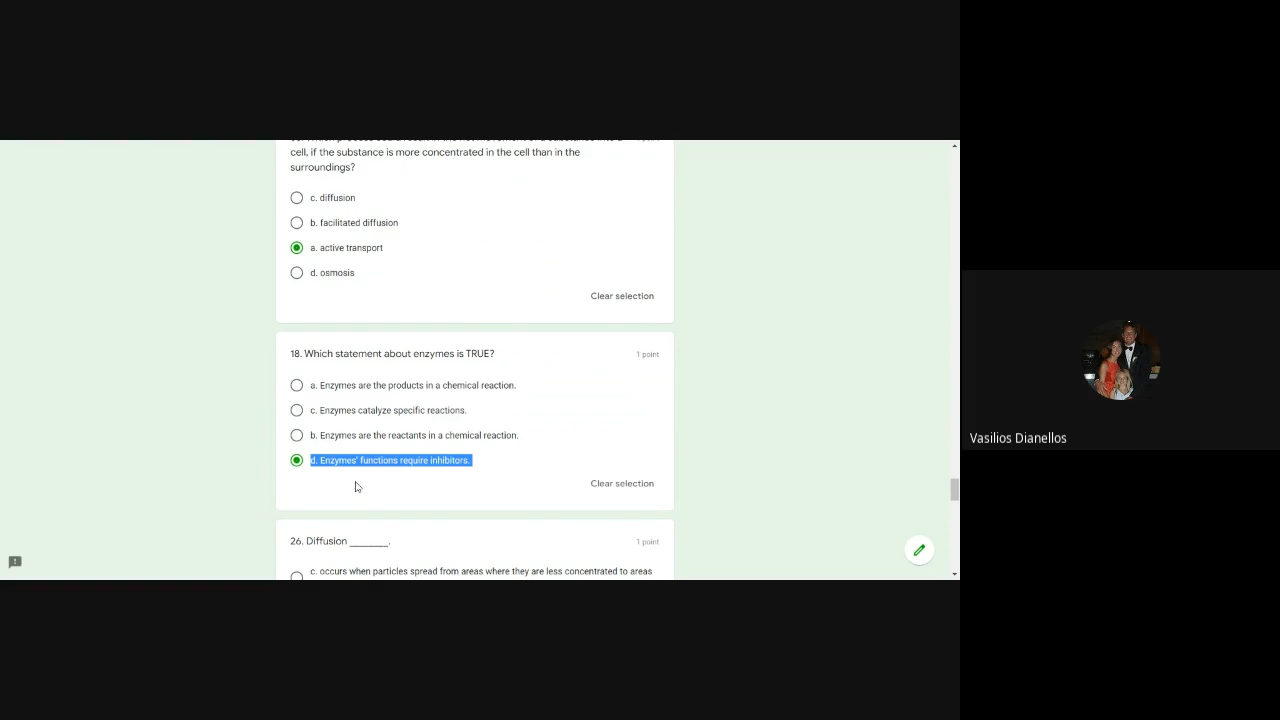 cell, if the substance is more concentrated in the cell than in the
surroundings?
c. diffusion
b. facilitated diffusion
a. active transport
d. osmosis
Clear selection
18. Which statement about enzymes is TRUE?
1 point
a. Enzymes are the products in a chemical reaction.
c. Enzymes catalyze specific reactions.
b. Enzymes are the reactants in a chemical reaction.
d. Enzymes' functions require inhibitors.
Clear selection
26. Diffusion _______.
1 point
c. occurs when particles spread from areas where they are less concentrated to areas
Vasilios Dianellos